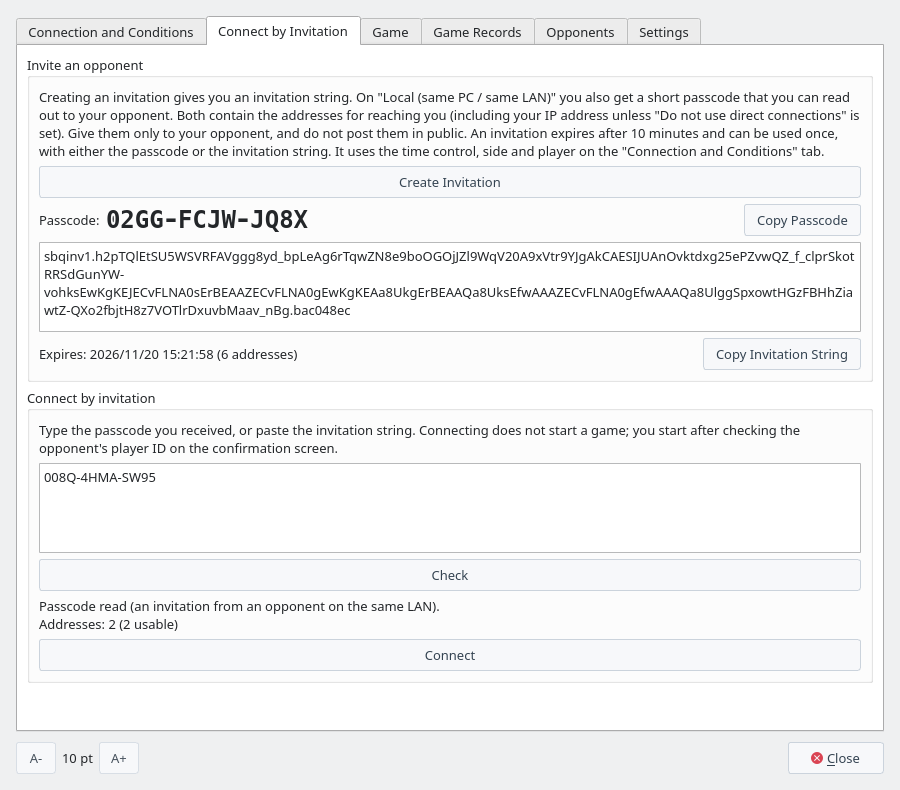 Connection and Conditions
Connect by Invitation
Game
Game Records
Opponents
Settings
Invite an opponent
Creating an invitation gives you an invitation string. On "Local (same PC / same LAN)" you also get a short passcode that you can read
out to your opponent. Both contain the addresses for reaching you (including your IP address unless "Do not use direct connections" is
set). Give them only to your opponent, and do not post them in public. An invitation expires after 10 minutes and can be used once,
with either the passcode or the invitation string. It uses the time control, side and player on the "Connection and Conditions" tab.
Create Invitation
Passcode: 02GG-FCJW-JQ8X
Copy Passcode
sbqinv1.h2pTQlEtSU5WSVRFAVggg8yd_bpLeAg6rTqwZN8e9boOGOjJZl9WqV20A9xVtr9YJgAkCAESIJUAnOvktdxg25ePZvwQZ_f_clprSkot
RRSdGunYW-
vohksEwKgKEJECvFLNA0sErBEAAZECvFLNA0gEwKgKEAa8UkgErBEAAQa8UksEfwAAAZECvFLNA0gEfwAAAQa8UlggSpxowtHGzFBHhZia
wtZ-QXo2fbjtH8z7VOTlrDxuvbMaav_nBg.bac048ec
Expires: 2026/11/20 15:21:58 (6 addresses)
Copy Invitation String
Connect by invitation
Type the passcode you received, or paste the invitation string. Connecting does not start a game; you start after checking the
opponent's player ID on the confirmation screen.
008Q-4HMA-SW95
Check
Passcode read (an invitation from an opponent on the same LAN).
Addresses: 2 (2 usable)
Connect
A-
10 pt
A+
Close